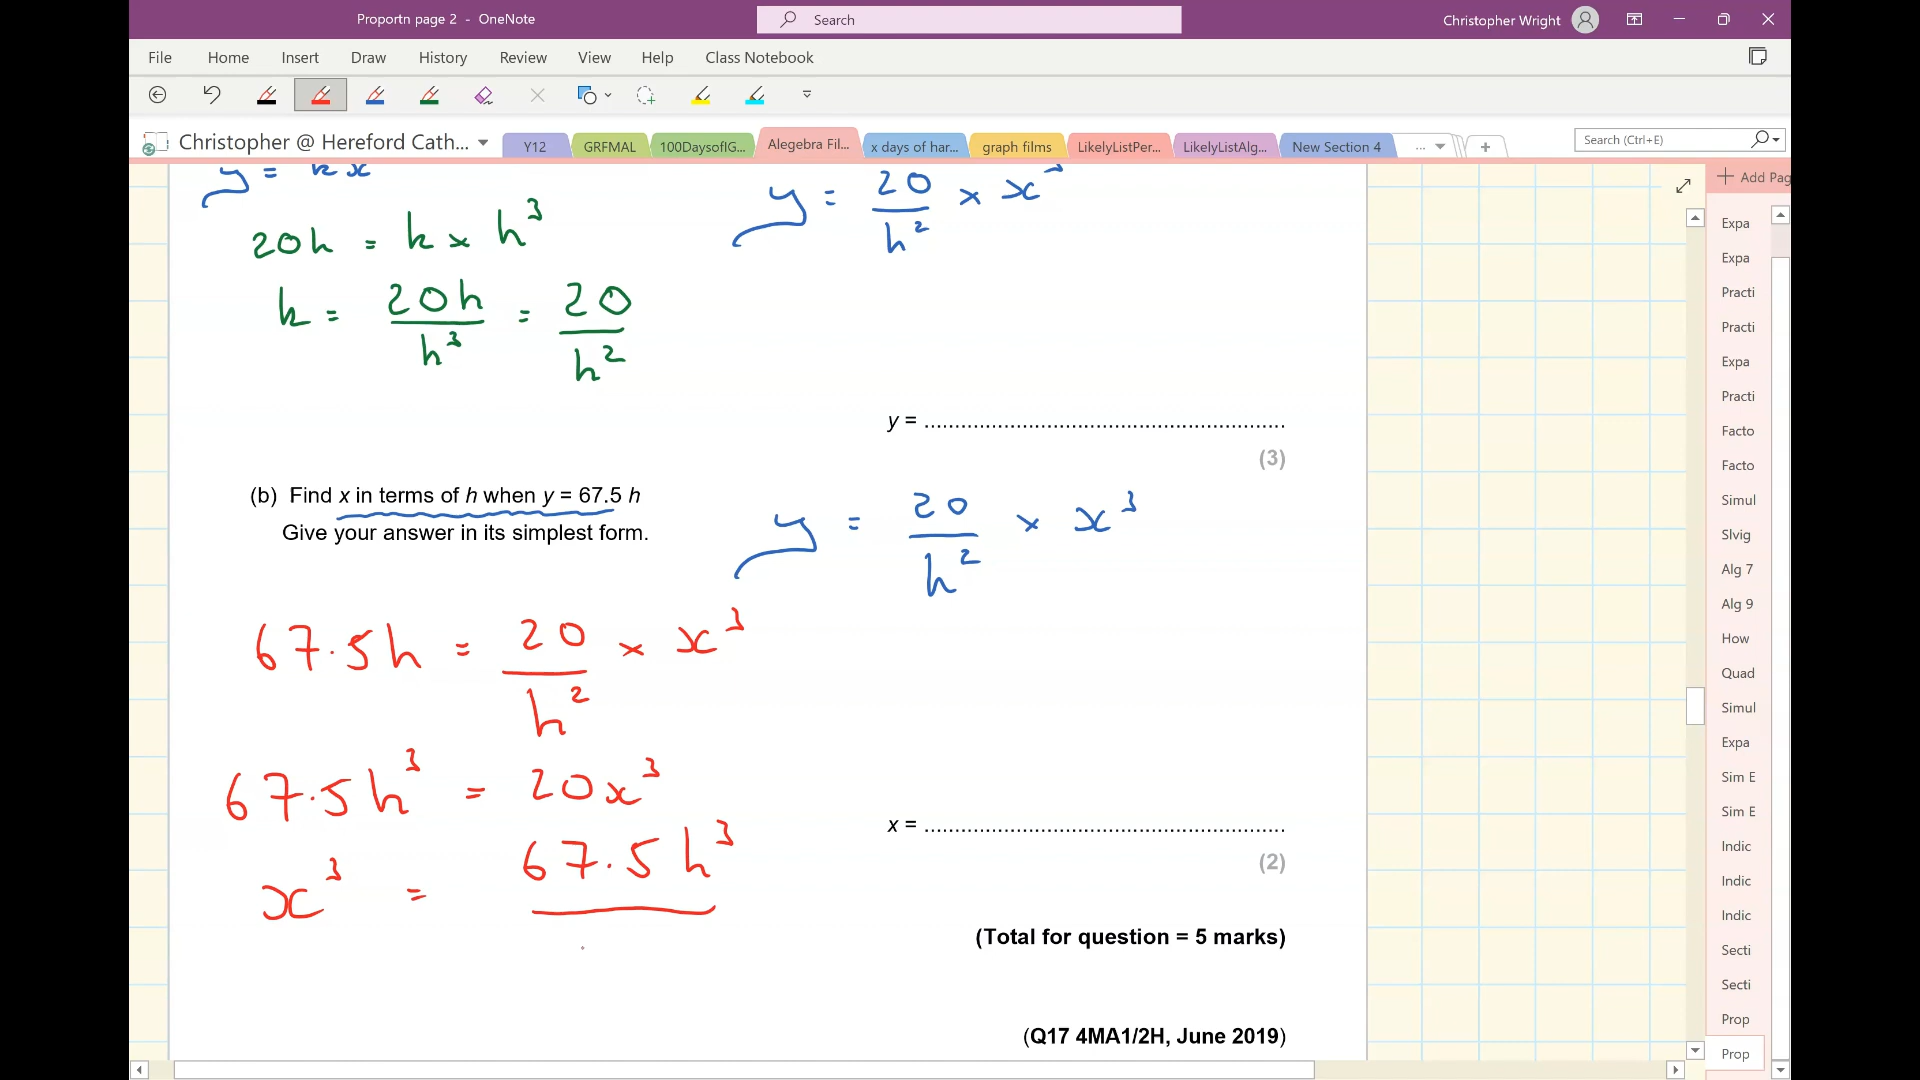 Proportn page 2 - OneNote
Search
Christopher Wright
File Home Insert Draw History Review View Help Class Notebook
Christopher @ Hereford Cath...
Y12 GRFMAL 100DaysofIG... Alegebra Fil... x days of har... graph films LikelyListPer... LikelyListAlg... New Section 4 ... +
Search (Ctrl+E)
Add Pag
y = kx
y = 20/h² × x³
20h = k × h³
k = 20h/h³ = 20/h²
y = ............................................................
(3)
(b) Find x in terms of h when y = 67.5 h
Give your answer in its simplest form.
y = 20/h² × x³
67.5h = 20/h² × x³
67.5h³ = 20x³
x³ = 67.5h³
x = ............................................................
(2)
(Total for question = 5 marks)
(Q17 4MA1/2H, June 2019)
Expa
Expa
Practi
Practi
Expa
Practi
Facto
Facto
Simul
Slvig
Alg 7
Alg 9
How
Quad
Simul
Expa
Sim E
Sim E
Indic
Indic
Indic
Secti
Secti
Prop
Prop